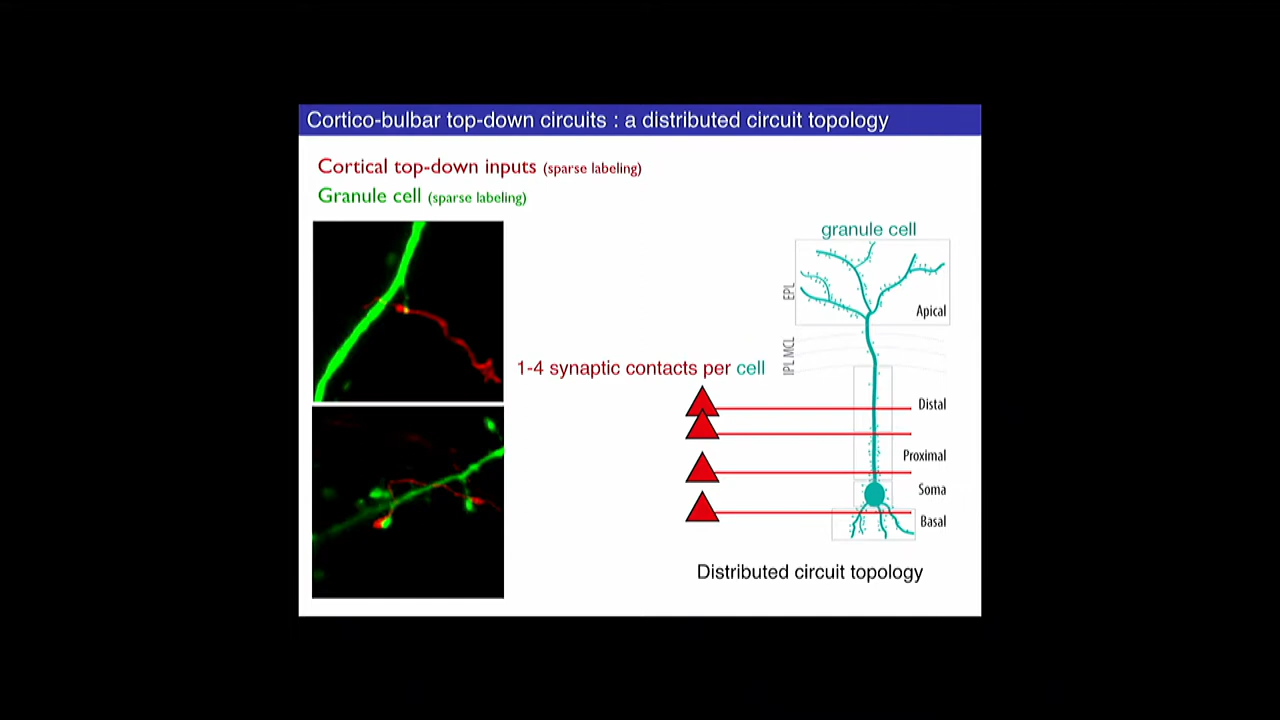 Cortico-bulbar top-down circuits : a distributed circuit topology
Cortical top-down inputs (sparse labeling)
Granule cell (sparse labeling)
granule cell
EPL
Apical
IPL MCL
1-4 synaptic contacts per cell
Distal
Proximal
Soma
Basal
Distributed circuit topology